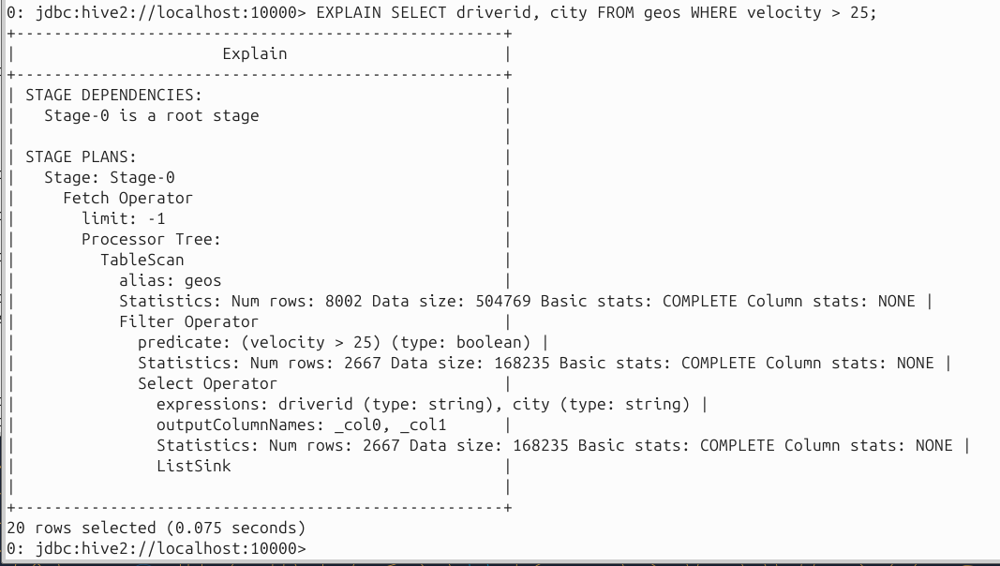 0: jdbc:hive2://localhost:10000> EXPLAIN SELECT driverid, city FROM geos WHERE velocity > 25;
+----------------------------------------------------+
|                      Explain                       |
+----------------------------------------------------+
| STAGE DEPENDENCIES:                                |
|   Stage-0 is a root stage                          |
|                                                    |
| STAGE PLANS:                                       |
|   Stage: Stage-0                                   |
|     Fetch Operator                                 |
|       limit: -1                                    |
|       Processor Tree:                              |
|         TableScan                                  |
|           alias: geos                              |
|           Statistics: Num rows: 8002 Data size: 504769 Basic stats: COMPLETE Column stats: NONE |
|           Filter Operator                          |
|             predicate: (velocity > 25) (type: boolean) |
|             Statistics: Num rows: 2667 Data size: 168235 Basic stats: COMPLETE Column stats: NONE |
|             Select Operator                        |
|               expressions: driverid (type: string), city (type: string) |
|               outputColumnNames: _col0, _col1      |
|               Statistics: Num rows: 2667 Data size: 168235 Basic stats: COMPLETE Column stats: NONE |
|               ListSink                             |
|                                                    |
+----------------------------------------------------+
20 rows selected (0.075 seconds)
0: jdbc:hive2://localhost:10000>